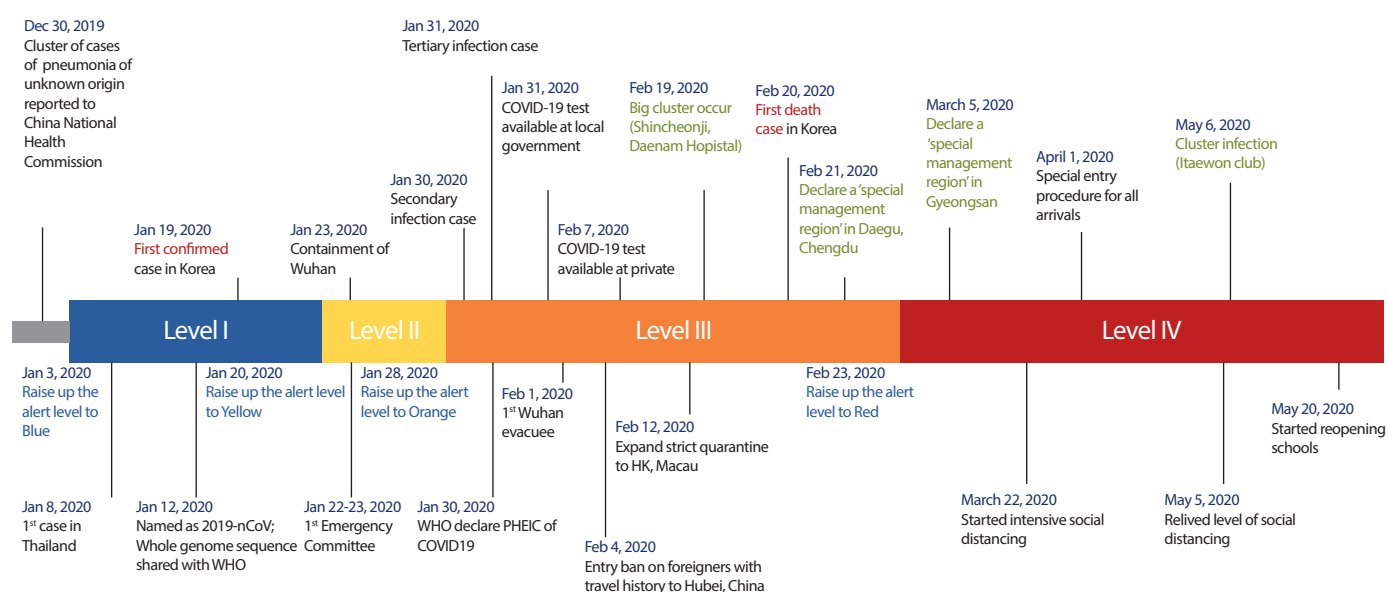 Dec 30, 2019
Cluster of cases
of pneumonia of
unknown origin
reported to
China National
Health
Commission
Jan 19, 2020
First confirmed
case in Korea
Jan 23, 2020
Containment of
Wuhan
Jan 30, 2020
Secondary
infection case
Jan 31, 2020
Tertiary infection case
Jan 31, 2020
COVID-19 test
available at local
government
Feb 7, 2020
COVID-19 test
available at private
Feb 19, 2020
Big cluster occur
(Shincheonji,
Daenam Hopistal)
Feb 20, 2020
First death
case in Korea
Feb 21, 2020
Declare a ‘special
management
region’ in Daegu,
Chengdu
March 5, 2020
Declare a
‘special
management
region’ in
Gyeongsan
April 1, 2020
Special entry
procedure for all
arrivals
May 6, 2020
Cluster infection
(Itaewon club)
Level I
Level II
Level III
Level IV
Jan 3, 2020
Raise up the
alert level to
Blue
Jan 20, 2020
Raise up the alert level
to Yellow
Jan 28, 2020
Raise up the alert
level to Orange
Feb 1, 2020
1st Wuhan
evacuee
Feb 12, 2020
Expand strict quarantine
to HK, Macau
Feb 23, 2020
Raise up the alert
level to Red
May 20, 2020
Started reopening
schools
Jan 8, 2020
1st case in
Thailand
Jan 12, 2020
Named as 2019-nCoV;
Whole genome sequence
shared with WHO
Jan 22-23, 2020
1st Emergency
Committee
Jan 30, 2020
WHO declare PHEIC of
COVID19
Feb 4, 2020
Entry ban on foreigners with
travel history to Hubei, China
March 22, 2020
Started intensive social
distancing
May 5, 2020
Relived level of social
distancing